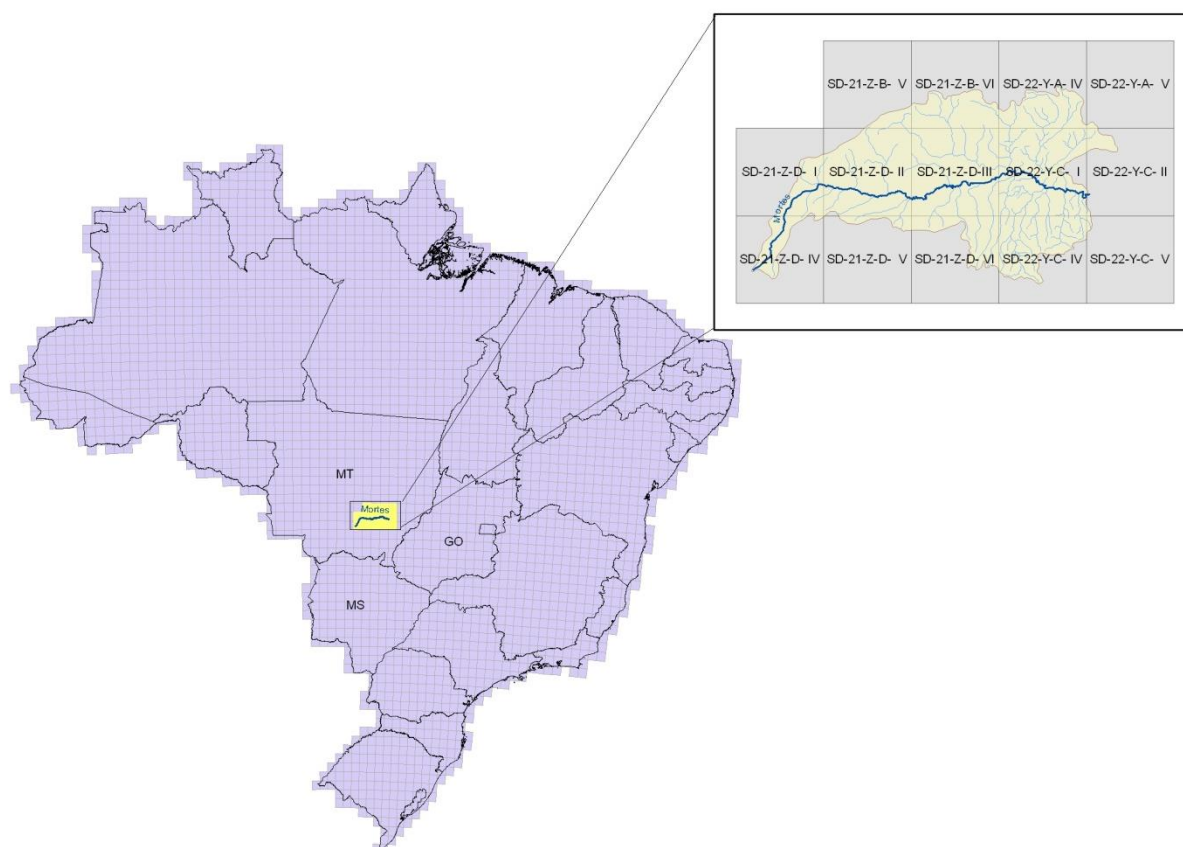 SD-21-Z-B- V SD-21-Z-B- VI SD-22-Y-A- IV SD-22-Y-A- V
SD-21-Z-D- I SD-21-Z-D- II SD-21-Z-D-III SD-22-Y-C- I SD-22-Y-C- II
Mortes
SD-21-Z-D- IV SD-21-Z-D- V SD-21-Z-D- VI SD-22-Y-C- IV SD-22-Y-C- V
MT
Mortes
GO
MS